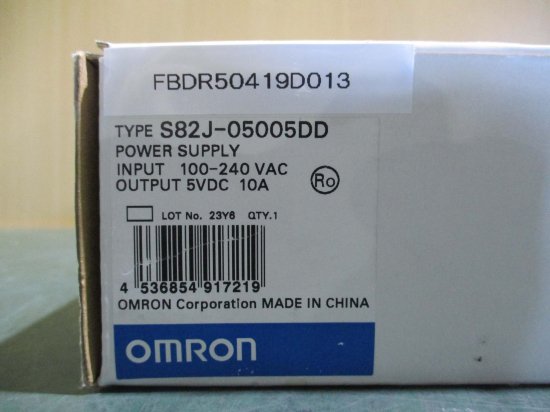 FBDR50419D013
TYPE S82J-05005DD
POWER SUPPLY
INPUT 100-240 VAC
OUTPUT 5VDC 10A
Ro
LOT No. 23Y6 QTY.1
4 536854 917219
OMRON Corporation MADE IN CHINA
OMRON